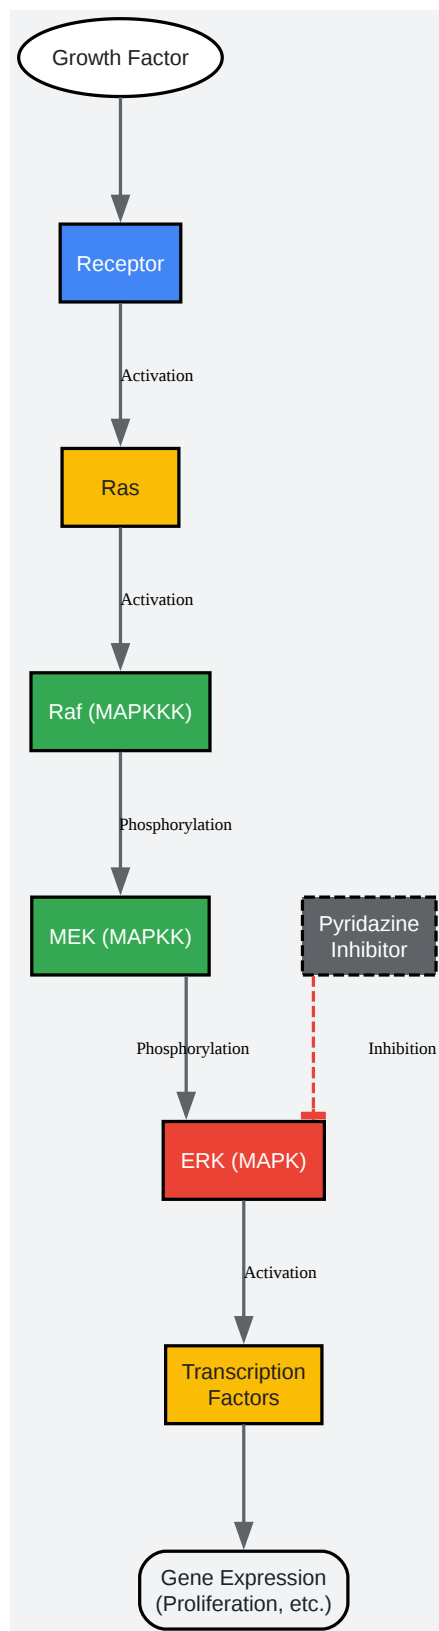 Growth Factor
Receptor
Activation
Ras
Activation
Raf (MAPKKK)
Phosphorylation
MEK (MAPKK)
Pyridazine
Inhibitor
Phosphorylation
Inhibition
ERK (MAPK)
Activation
Transcription
Factors
Gene Expression
(Proliferation, etc.)